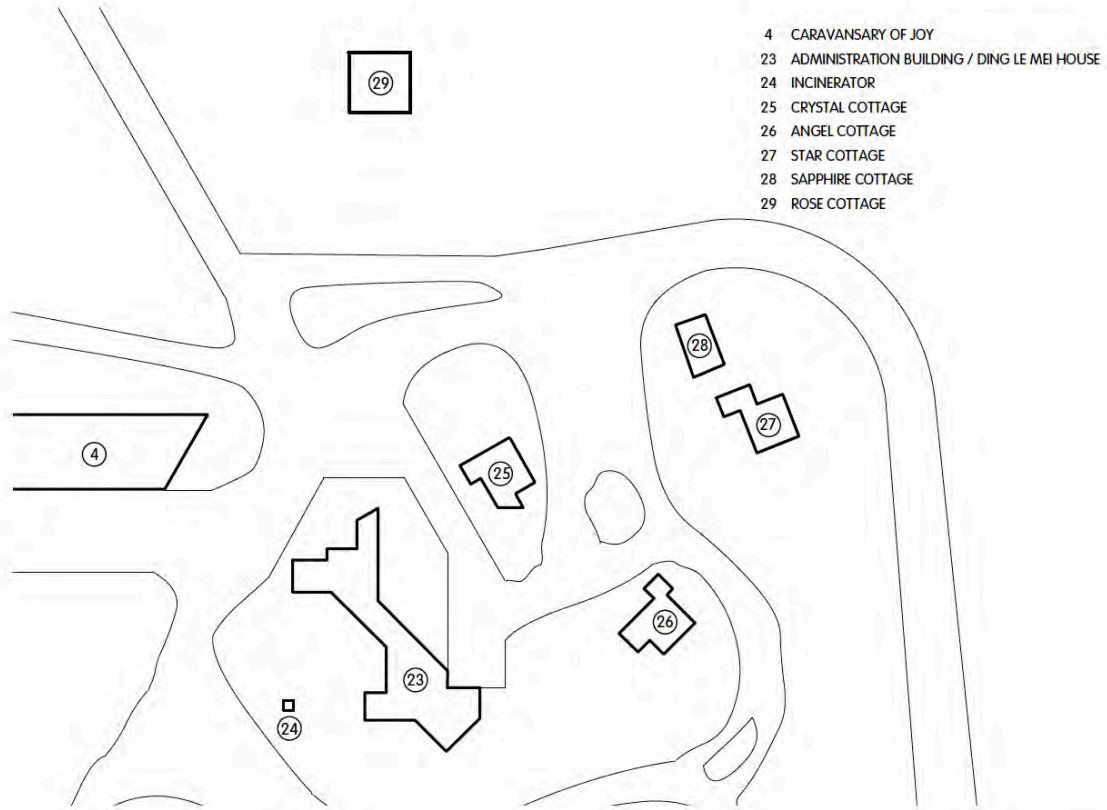 4 CARAVANSARY OF JOY
23 ADMINISTRATION BUILDING / DING LE MEI HOUSE
24 INCINERATOR
25 CRYSTAL COTTAGE
26 ANGEL COTTAGE
27 STAR COTTAGE
28 SAPPHIRE COTTAGE
29 ROSE COTTAGE
29
28
27
4
25
26
23
24